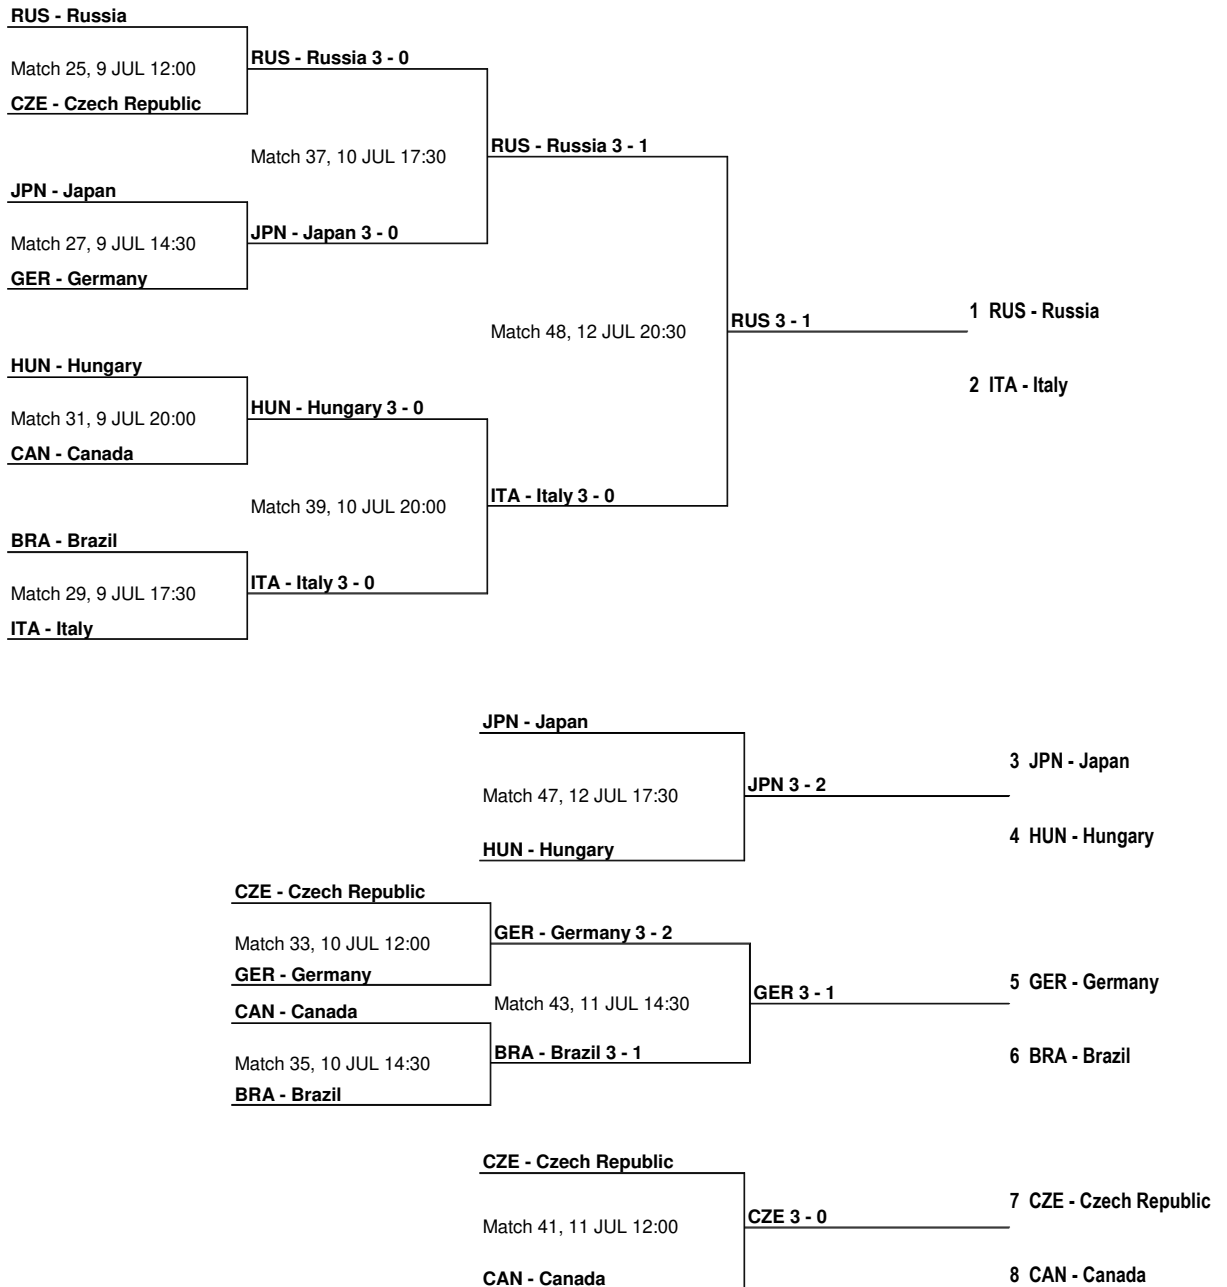 RUS - Russia
Match 25, 9 JUL 12:00
CZE - Czech Republic
RUS - Russia 3 - 0
Match 37, 10 JUL 17:30
JPN - Japan
Match 27, 9 JUL 14:30
GER - Germany
JPN - Japan 3 - 0
RUS - Russia 3 - 1
Match 48, 12 JUL 20:30
HUN - Hungary
Match 31, 9 JUL 20:00
CAN - Canada
HUN - Hungary 3 - 0
Match 39, 10 JUL 20:00
BRA - Brazil
Match 29, 9 JUL 17:30
ITA - Italy
ITA - Italy 3 - 0
ITA - Italy 3 - 0
RUS 3 - 1
1 RUS - Russia
2 ITA - Italy
JPN - Japan
Match 47, 12 JUL 17:30
HUN - Hungary
JPN 3 - 2
3 JPN - Japan
4 HUN - Hungary
CZE - Czech Republic
Match 33, 10 JUL 12:00
GER - Germany
GER - Germany 3 - 2
Match 43, 11 JUL 14:30
CAN - Canada
Match 35, 10 JUL 14:30
BRA - Brazil
BRA - Brazil 3 - 1
GER 3 - 1
5 GER - Germany
6 BRA - Brazil
CZE - Czech Republic
Match 41, 11 JUL 12:00
CAN - Canada
CZE 3 - 0
7 CZE - Czech Republic
8 CAN - Canada